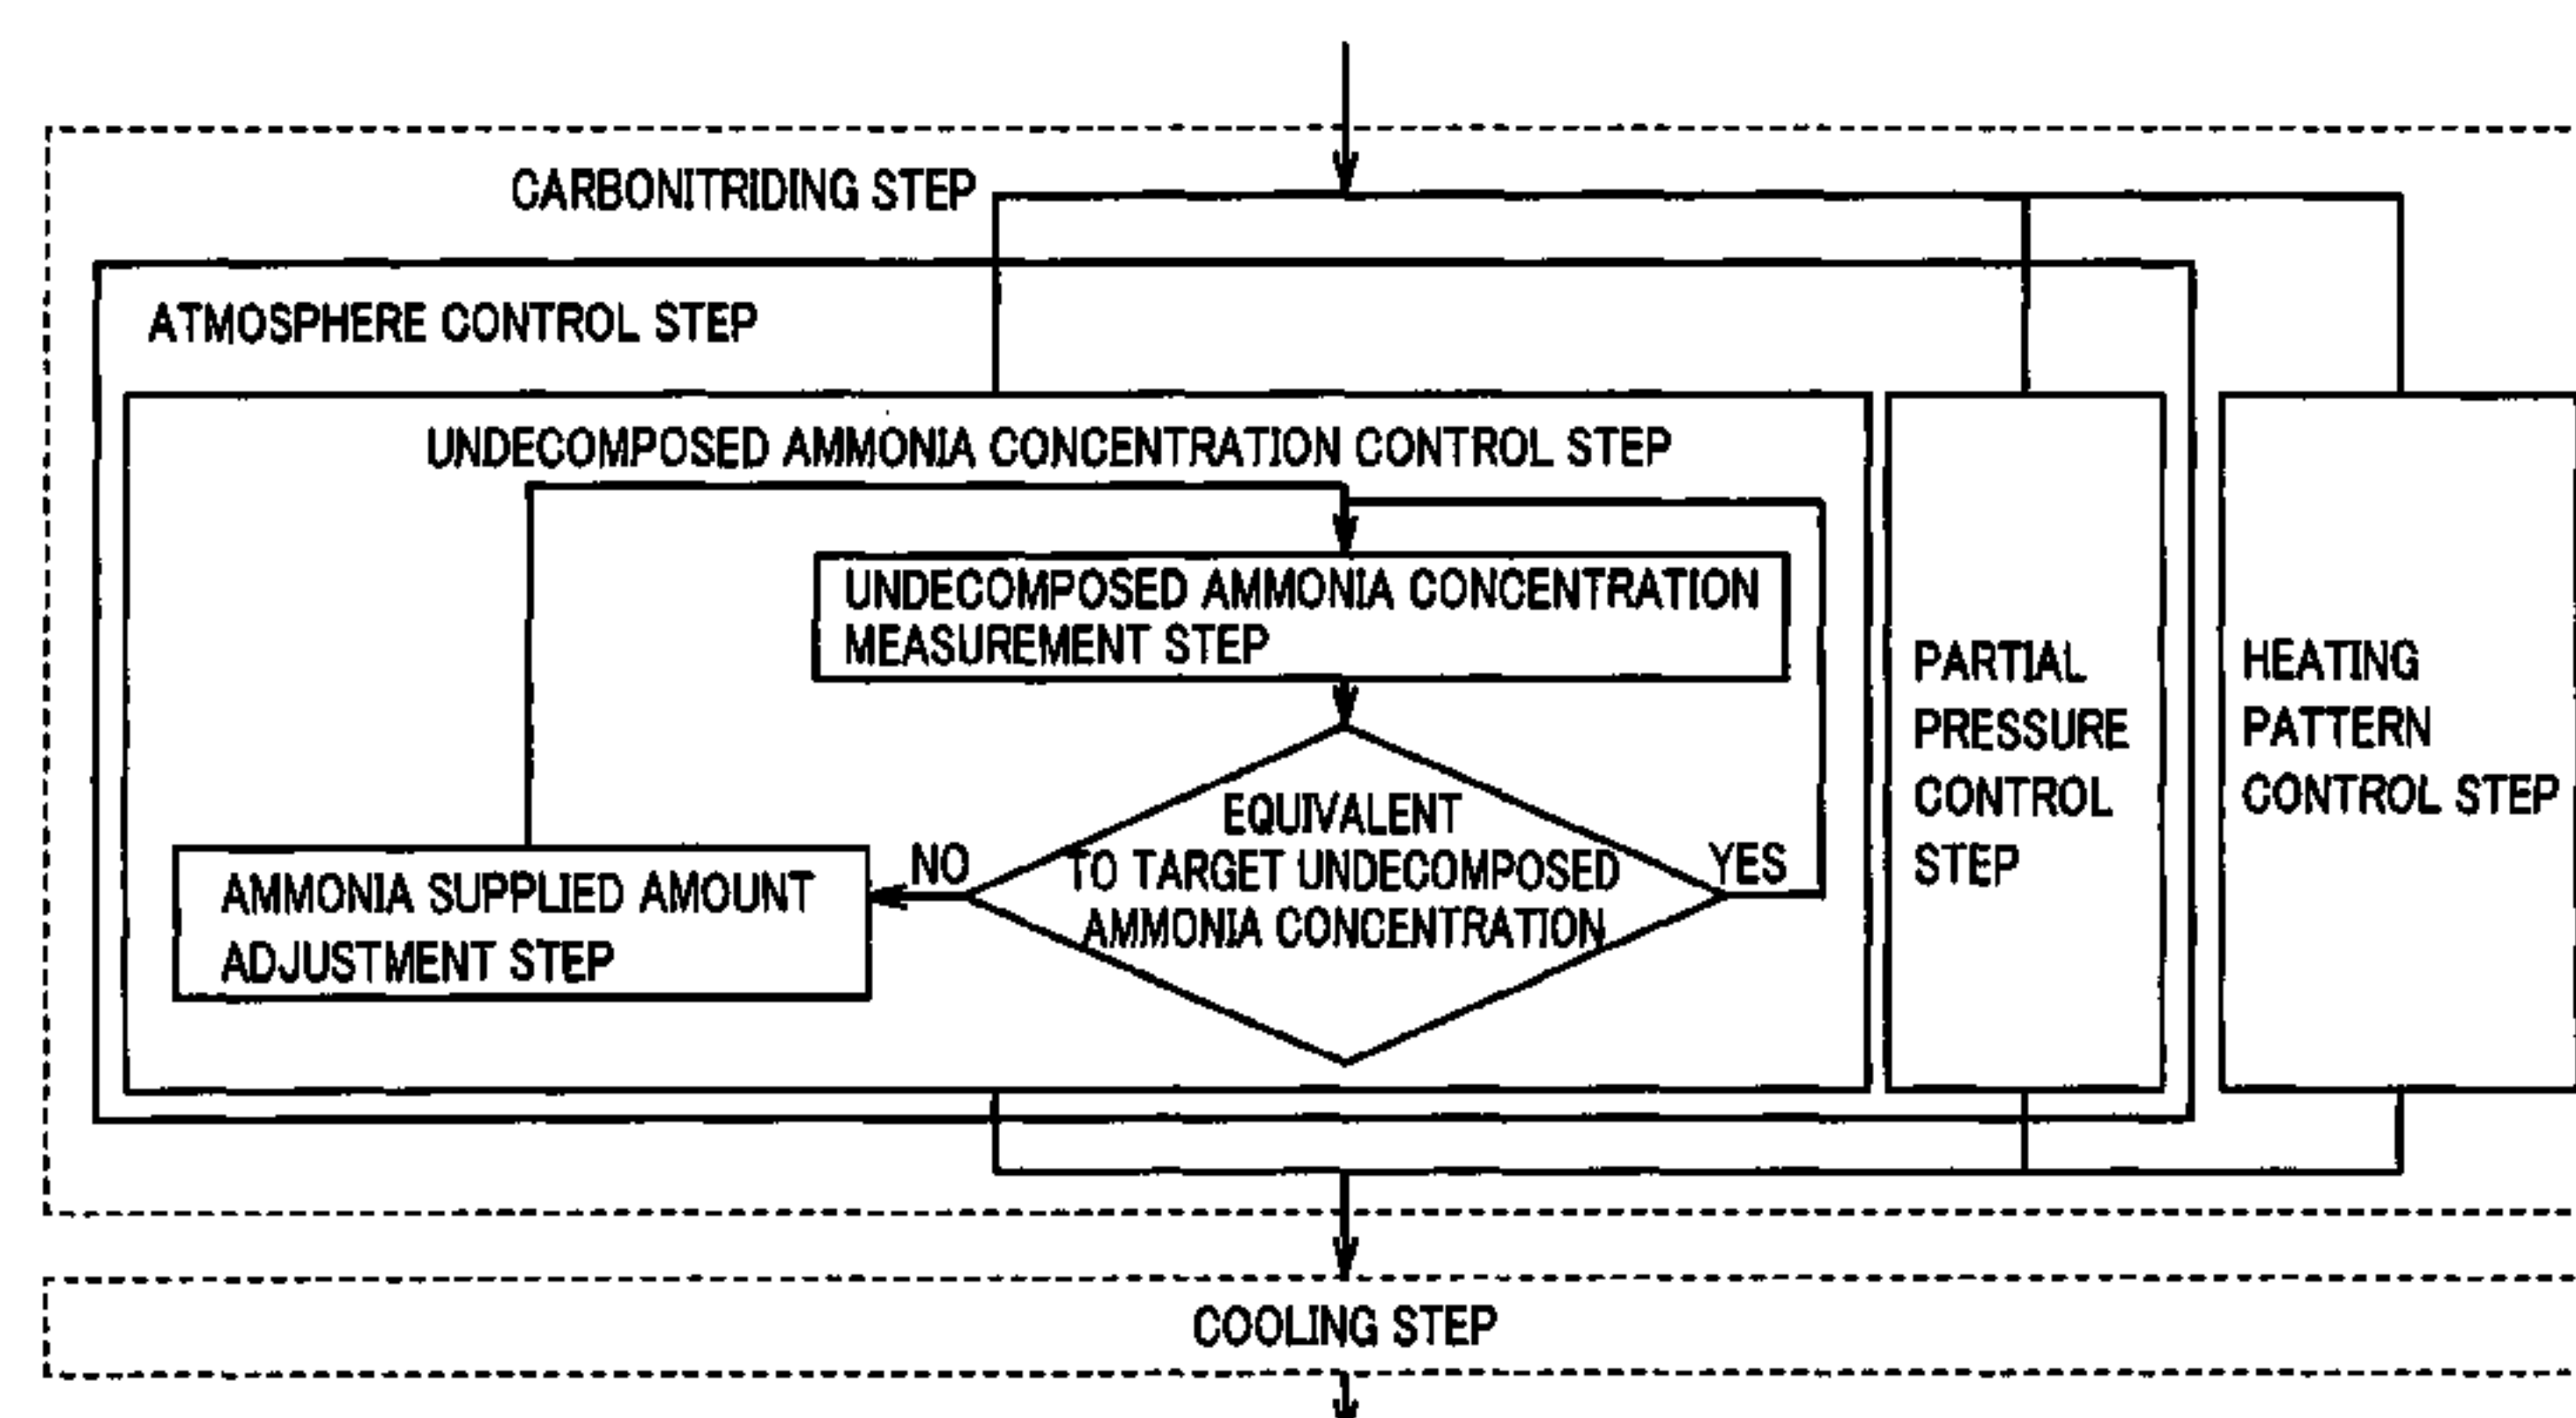 CARBONITRIDING STEP
ATMOSPHERE CONTROL STEP
UNDECOMPOSED AMMONIA CONCENTRATION CONTROL STEP
UNDECOMPOSED AMMONIA CONCENTRATION
MEASUREMENT STEP
EQUIVALENT
TO TARGET UNDECOMPOSED
AMMONIA CONCENTRATION
NO
YES
AMMONIA SUPPLIED AMOUNT
ADJUSTMENT STEP
PARTIAL
PRESSURE
CONTROL
STEP
HEATING
PATTERN
CONTROL STEP
COOLING STEP